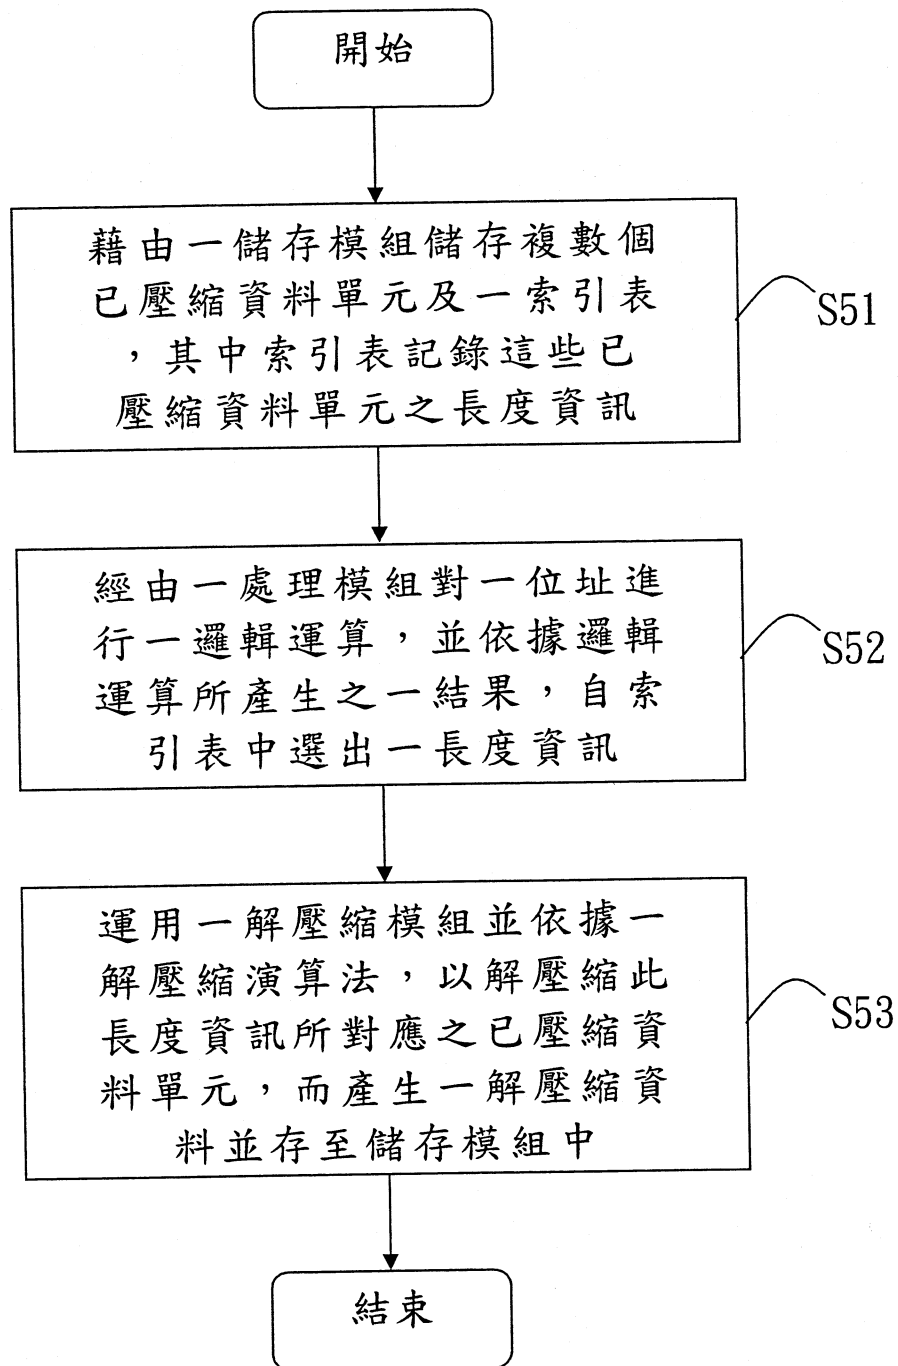 開始
藉由一儲存模組儲存複數個
已壓縮資料單元及一索引表
，其中索引表記錄這些已
壓縮資料單元之長度資訊
S51
經由一處理模組對一位址進
行一邏輯運算，並依據邏輯
運算所產生之一結果，自索
引表中選出一長度資訊
S52
運用一解壓縮模組並依據一
解壓縮演算法，以解壓縮此
長度資訊所對應之已壓縮資
料單元，而產生一解壓縮資
料並存至儲存模組中
S53
結束